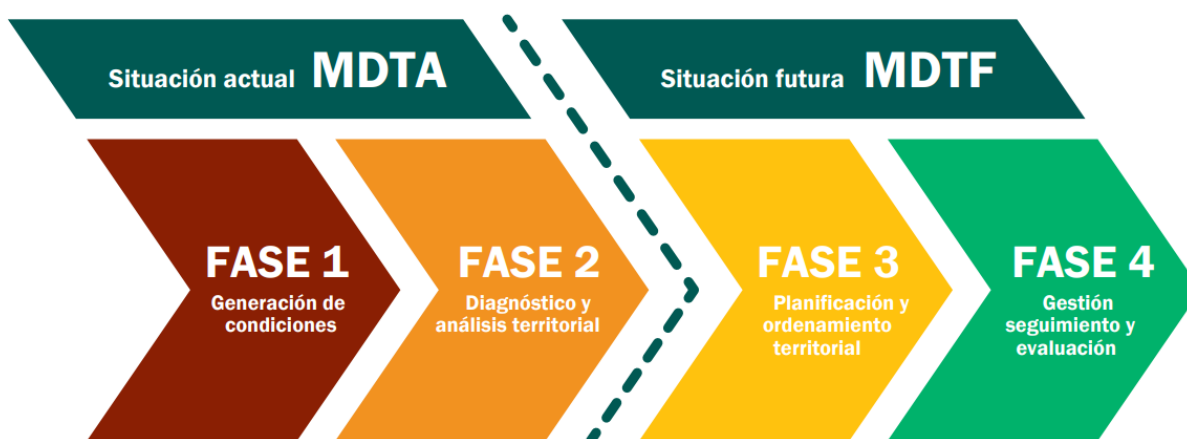 Situación actual MDTA
Situación futura MDTF
FASE 1
Generación de
condiciones
FASE 2
Diagnóstico y
análisis territorial
FASE 3
Planificación y
ordenamiento
territorial
FASE 4
Gestión
seguimiento y
evaluación